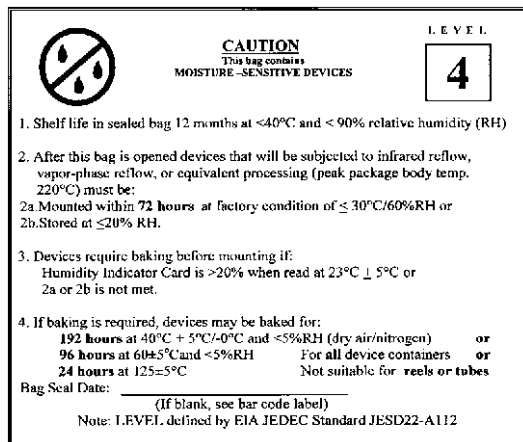 LEVEL
CAUTION
This bag contains
MOISTURE –SENSITIVE DEVICES
4
1. Shelf life in sealed bag 12 months at <40°C and < 90% relative humidity (RH)
2. After this bag is opened devices that will be subjected to infrared reflow,
vapor-phase reflow, or equivalent processing (peak package body temp.
220°C) must be:
2a.Mounted within 72 hours at factory condition of ≤ 30°C/60%RH or
2b.Stored at ≤20% RH.
3. Devices require baking before mounting if:
Humidity Indicator Card is >20% when read at 23°C ± 5°C or
2a or 2b is not met.
4. If baking is required, devices may be baked for:
192 hours at 40°C + 5°C/-0°C and <5%RH (dry air/nitrogen) or
96 hours at 60±5°Cand <5%RH For all device containers or
24 hours at 125±5°C Not suitable for reels or tubes
Bag Seal Date:
(If blank, see bar code label)
Note: LEVEL defined by EIA JEDEC Standard JESD22-A112